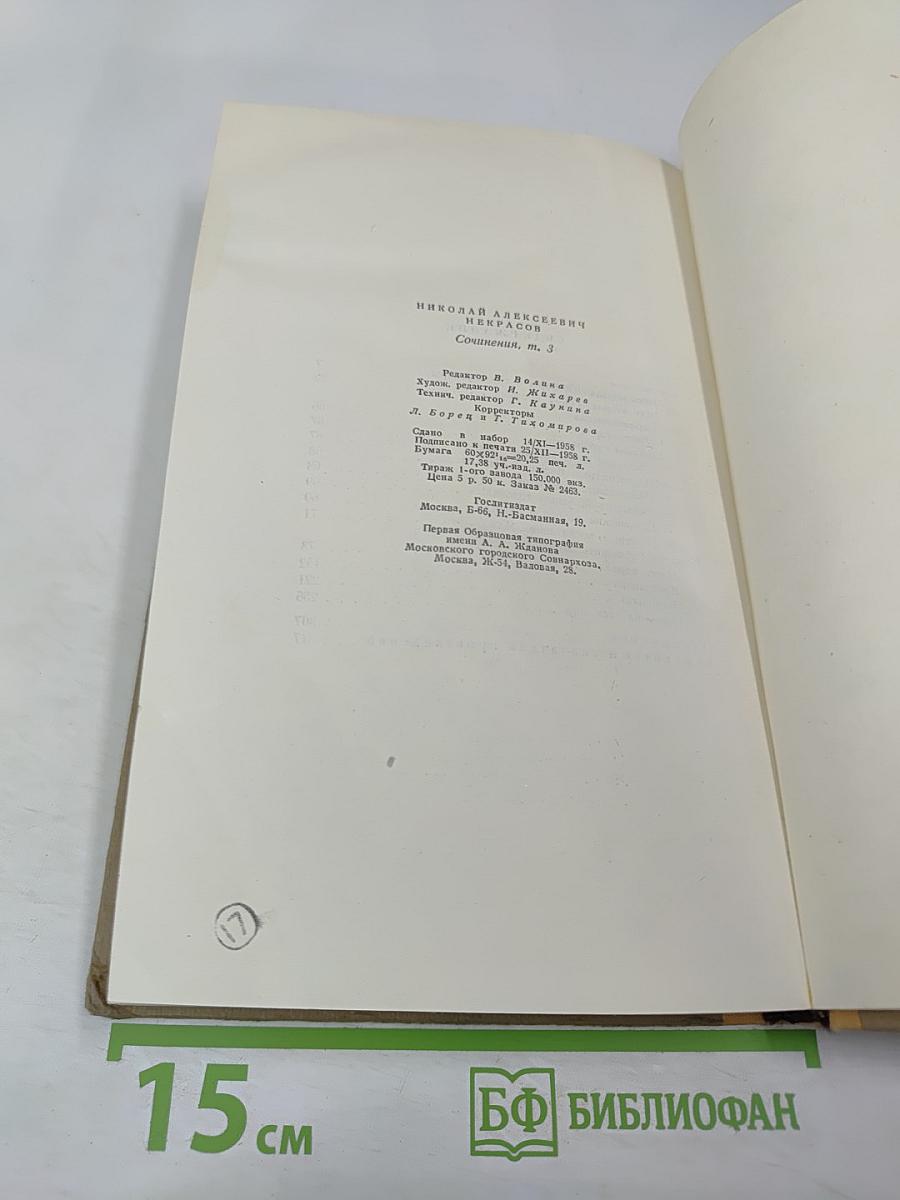 НИКОЛАЙ АЛЕКСЕЕВИЧ
НЕКРАСОВ
Сочинения, т. 3
Редактор В. Волина
Худож. редактор И. Жихарев
Технич. редактор Г. Каунина
Корректоры
Л. Борец и Г. Тихомирова
Сдано в набор 14/XI—1958 г.
Подписано к печати 25/XII—1958 г.
Бумага 60×92¹₁₆=20,25 печ. л.
17,38 уч.-изд. л.
Тираж 1-ого завода 150.000 экз.
Цена 5 р. 50 к. Заказ № 2463.
Гослитиздат
Москва, Б-66, Н.-Басманная, 19.
Первая Образцовая типография
имени А. А. Жданова
Московского городского Совнархоза.
Москва, Ж-54, Валовая, 28.
17
15 см
БФ БИБЛИОФАН